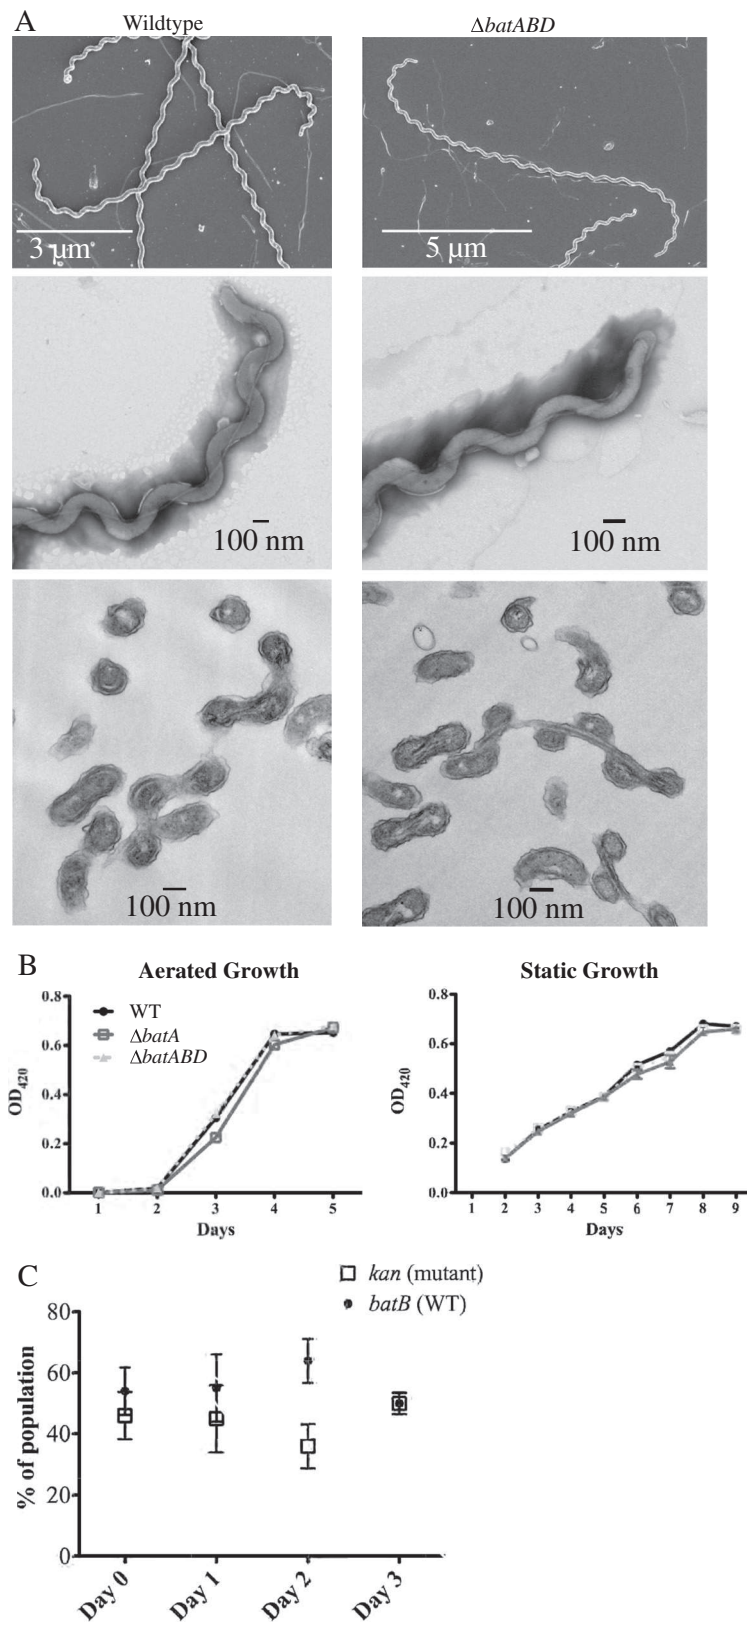 A
Wildtype
ΔbatABD
3 μm
5 μm
100 nm
100 nm
100 nm
100 nm
B
Aerated Growth
Static Growth
0.8
0.6
0.4
0.2
0.0
OD420
WT
ΔbatA
ΔbatABD
1 2 3 4 5
Days
0.8
0.6
0.4
0.2
0.0
OD420
1 2 3 4 5 6 7 8 9
Days
C
kan (mutant)
batB (WT)
80
60
40
20
0
% of population
Day 0
Day 1
Day 2
Day 3